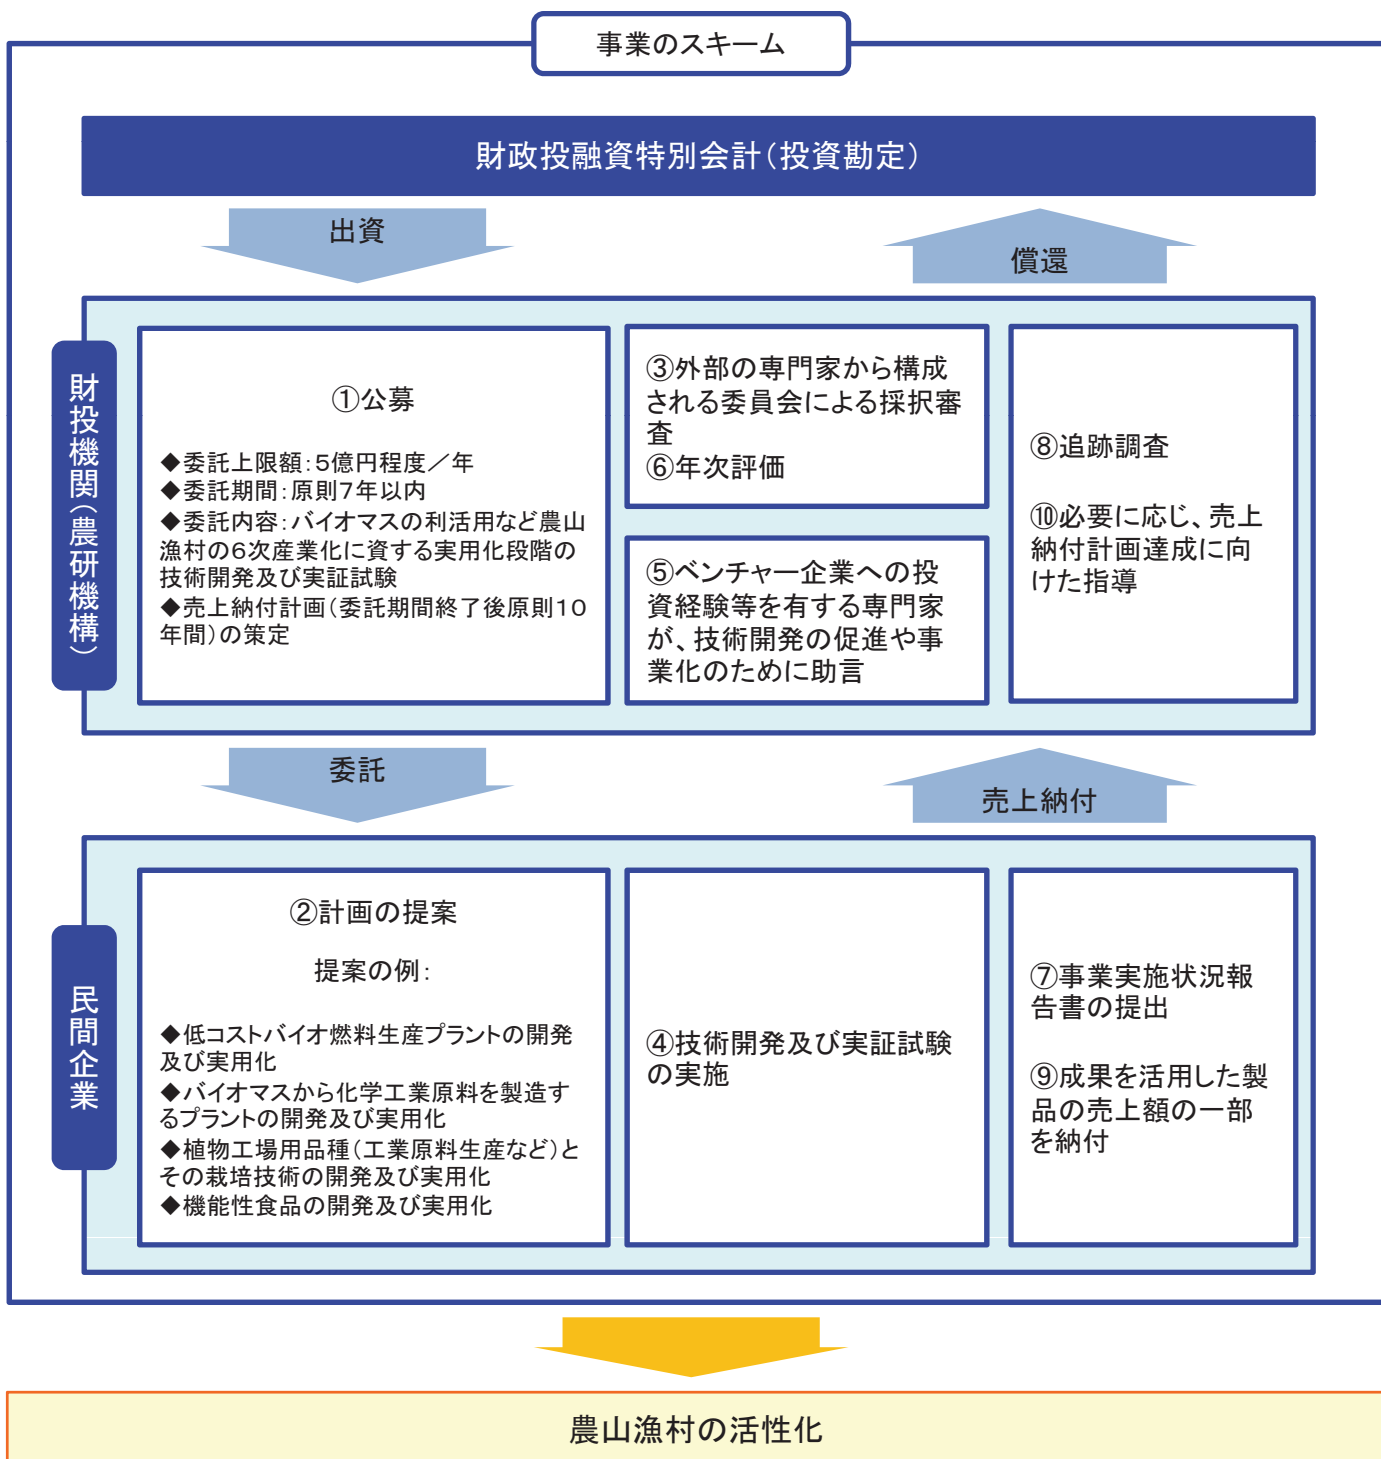 事業のスキーム
財政投融資特別会計（投資勘定）
出資
償還
財投機関（農研機構）
①公募
◆委託上限額：５億円程度／年
◆委託期間：原則７年以内
◆委託内容：バイオマスの利活用など農山
漁村の６次産業化に資する実用化段階の
技術開発及び実証試験
◆売上納付計画（委託期間終了後原則１０
年間）の策定
③外部の専門家から構成
される委員会による採択審
査
⑥年次評価
⑤ベンチャー企業への投
資経験等を有する専門家
が、技術開発の促進や事
業化のために助言
⑧追跡調査
⑩必要に応じ、売上
納付計画達成に向
けた指導
委託
売上納付
民間企業
②計画の提案
提案の例：
◆低コストバイオ燃料生産プラントの開発
及び実用化
◆バイオマスから化学工業原料を製造す
るプラントの開発及び実用化
◆植物工場用品種（工業原料生産など）と
その栽培技術の開発及び実用化
◆機能性食品の開発及び実用化
④技術開発及び実証試験
の実施
⑦事業実施状況報
告書の提出
⑨成果を活用した製
品の売上額の一部
を納付
農山漁村の活性化